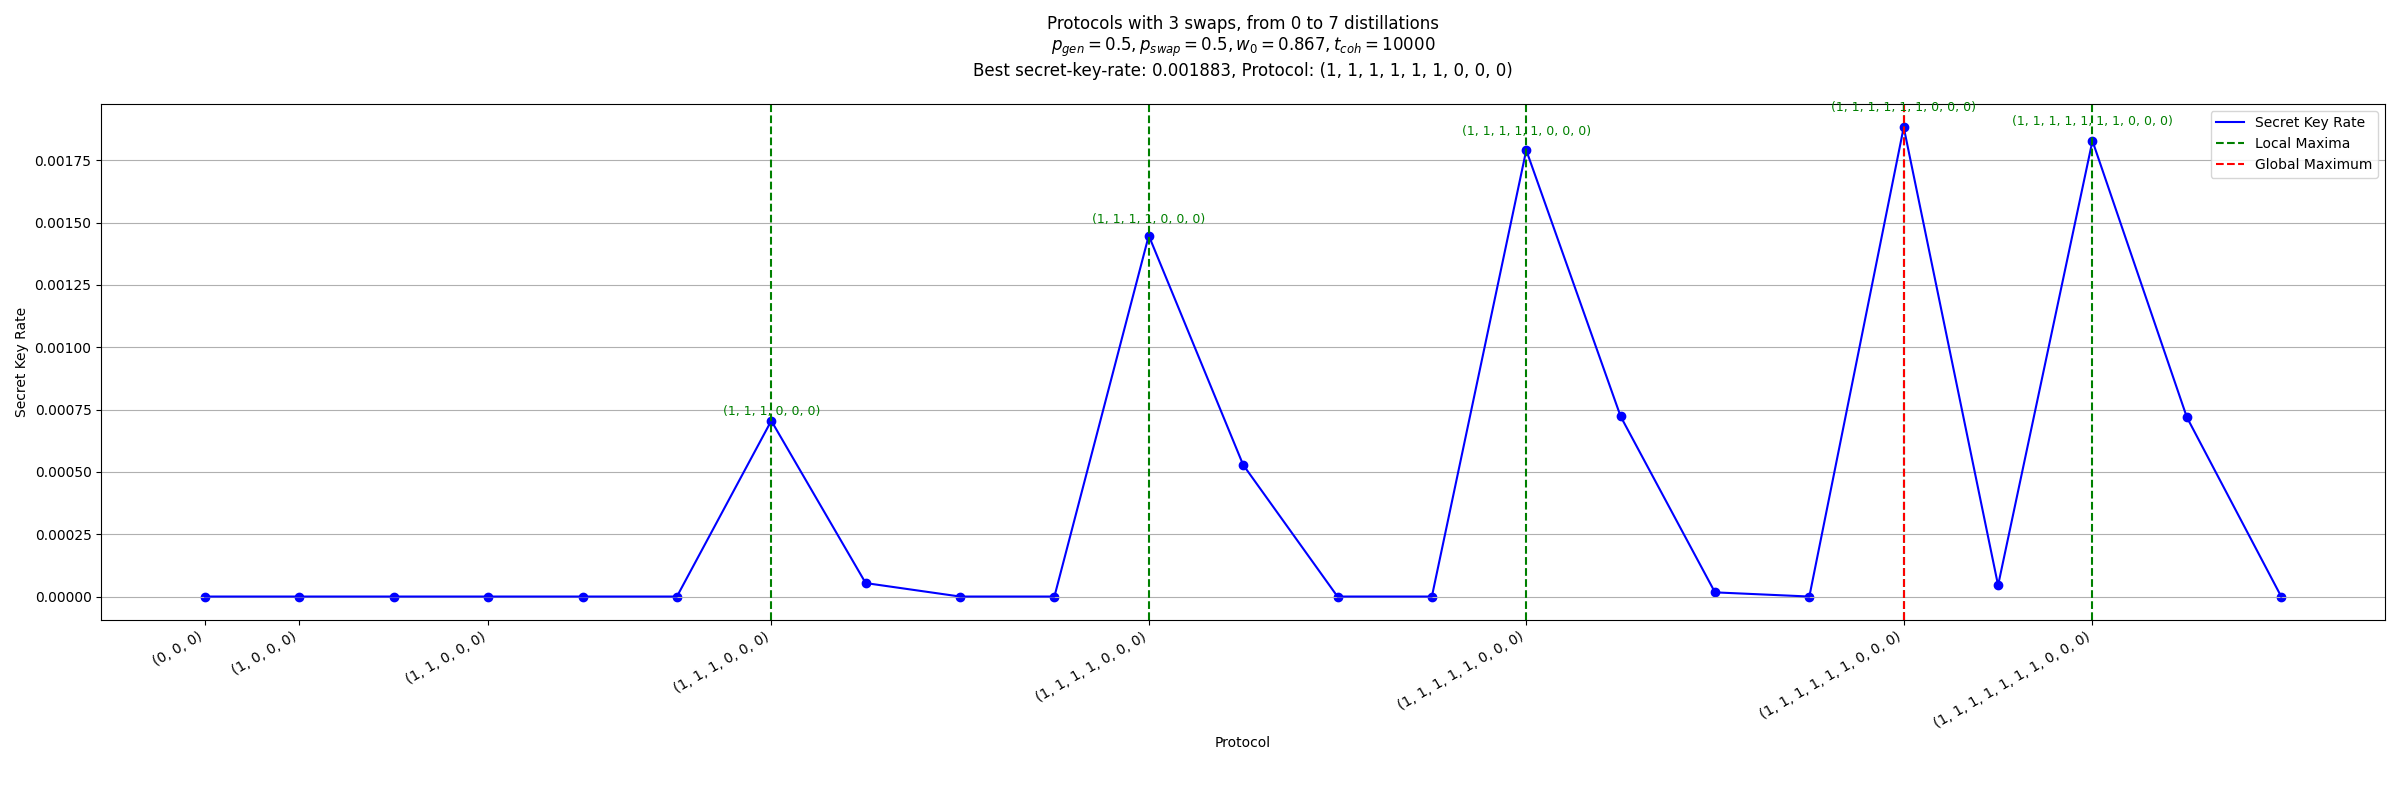 Protocols with 3 swaps, from 0 to 7 distillations
p_gen = 0.5, p_swap = 0.5, w_0 = 0.867, t_coh = 10000
Best secret-key-rate: 0.001883, Protocol: (1, 1, 1, 1, 1, 1, 0, 0, 0)
(1, 1, 1, 1, 1, 1, 0, 0, 0)
(1, 1, 1, 1, 1, 1, 1, 0, 0, 0)
(1, 1, 1, 1, 1, 0, 0, 0)
(1, 1, 1, 1, 0, 0, 0)
(1, 1, 1, 0, 0, 0)
Secret Key Rate
Local Maxima
Global Maximum
Secret Key Rate
0.00175
0.00150
0.00125
0.00100
0.00075
0.00050
0.00025
0.00000
(0, 0, 0)
(1, 0, 0, 0)
(1, 1, 0, 0, 0)
(1, 1, 1, 0, 0, 0)
(1, 1, 1, 1, 0, 0, 0)
(1, 1, 1, 1, 1, 0, 0, 0)
(1, 1, 1, 1, 1, 1, 0, 0, 0)
(1, 1, 1, 1, 1, 1, 1, 0, 0, 0)
Protocol